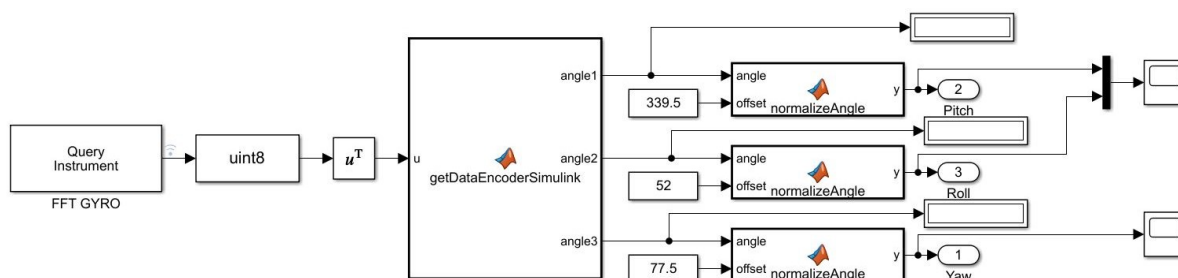 Query
Instrument
FFT GYRO
uint8
u^T
u
getDataEncoderSimulink
angle1
angle2
angle3
339.5
angle
offset
normalizeAngle
y
2
Pitch
52
angle
offset
normalizeAngle
y
3
Roll
77.5
angle
offset
normalizeAngle
y
1
Yaw